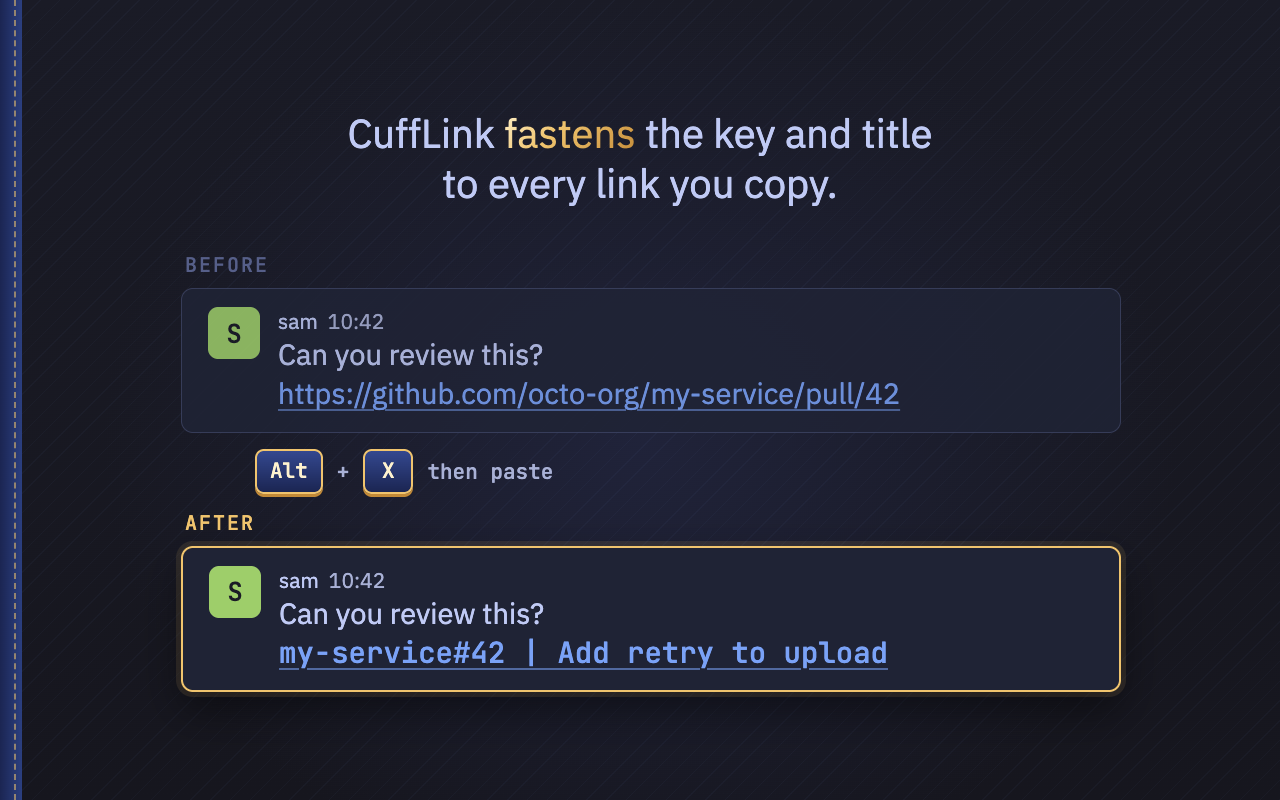 CuffLink fastens the key and title
to every link you copy.
BEFORE
S
sam 10:42
Can you review this?
https://github.com/octo-org/my-service/pull/42
Alt + X then paste
AFTER
S
sam 10:42
Can you review this?
my-service#42 | Add retry to upload